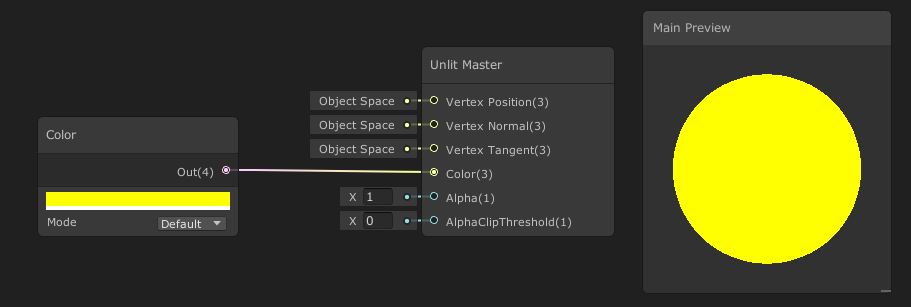 Main Preview
Unlit Master
Object Space Vertex Position(3)
Object Space Vertex Normal(3)
Object Space Vertex Tangent(3)
Color
Out(4)
Color(3)
X 1 Alpha(1)
X 0 AlphaClipThreshold(1)
Mode Default